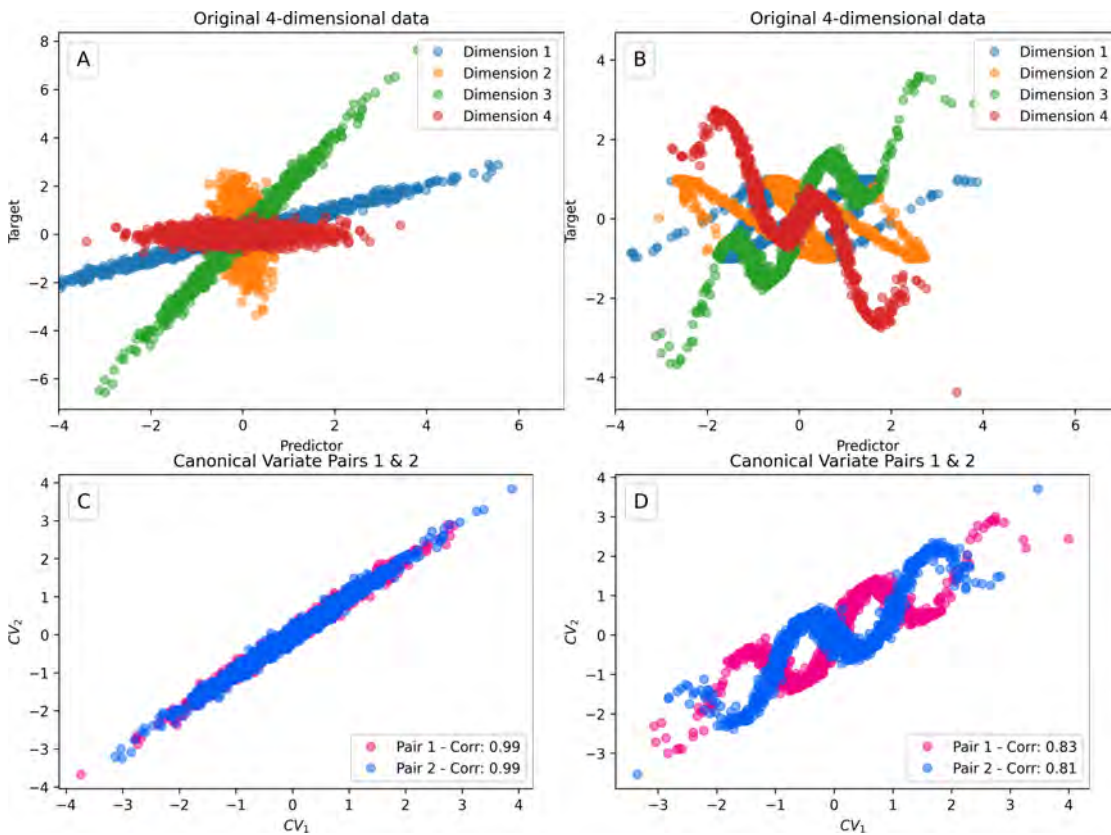 Original 4-dimensional data
A
Dimension 1
Dimension 2
Dimension 3
Dimension 4
8
6
4
2
0
−2
−4
−6
Target
−4
−2
0
2
4
6
Predictor
Original 4-dimensional data
B
Dimension 1
Dimension 2
Dimension 3
Dimension 4
4
2
0
−2
−4
Target
−4
−2
0
2
4
6
Predictor
Canonical Variate Pairs 1 & 2
C
4
3
2
1
0
−1
−2
−3
−4
CV₂
Pair 1 - Corr: 0.99
Pair 2 - Corr: 0.99
−4
−3
−2
−1
0
1
2
3
4
CV₁
Canonical Variate Pairs 1 & 2
D
4
3
2
1
0
−1
−2
−3
CV₂
Pair 1 - Corr: 0.83
Pair 2 - Corr: 0.81
−3
−2
−1
0
1
2
3
4
CV₁